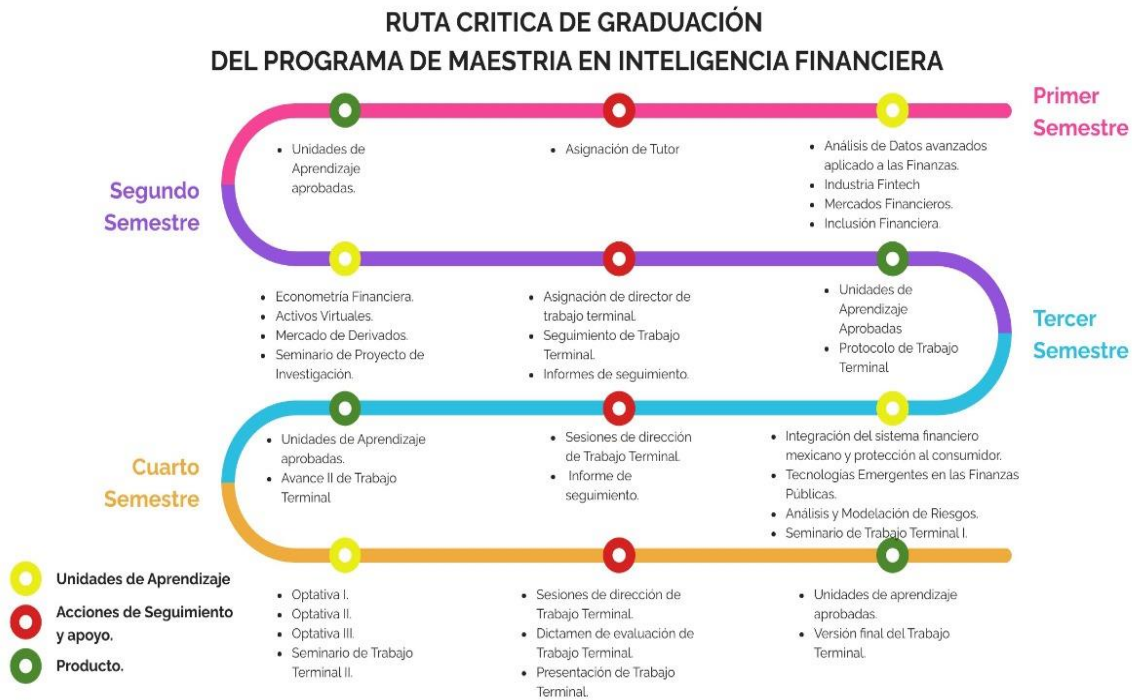 RUTA CRITICA DE GRADUACIÓN
DEL PROGRAMA DE MAESTRIA EN INTELIGENCIA FINANCIERA
Primer
Semestre
• Unidades de
Aprendizaje
aprobadas.
• Asignación de Tutor
• Análisis de Datos avanzados
aplicado a las Finanzas.
• Industria Fintech
• Mercados Financieros.
• Inclusión Financiera.
Segundo
Semestre
• Econometría Financiera.
• Activos Virtuales.
• Mercado de Derivados.
• Seminario de Proyecto de
Investigación.
• Asignación de director de
trabajo terminal.
• Seguimiento de Trabajo
Terminal.
• Informes de seguimiento.
• Unidades de
Aprendizaje
Aprobadas
• Protocolo de Trabajo
Terminal
Tercer
Semestre
• Unidades de Aprendizaje
aprobadas.
• Avance II de Trabajo
Terminal
• Sesiones de dirección
de Trabajo Terminal.
• Informe de
seguimiento.
• Integración del sistema financiero
mexicano y protección al consumidor.
• Tecnologías Emergentes en las Finanzas
Públicas.
• Análisis y Modelación de Riesgos.
• Seminario de Trabajo Terminal I.
Cuarto
Semestre
• Optativa I.
• Optativa II.
• Optativa III.
• Seminario de Trabajo
Terminal II.
• Sesiones de dirección de
Trabajo Terminal.
• Dictamen de evaluación de
Trabajo Terminal.
• Presentación de Trabajo
Terminal.
• Unidades de aprendizaje
aprobadas.
• Versión final del Trabajo
Terminal.
Unidades de Aprendizaje
Acciones de Seguimiento
y apoyo.
Producto.